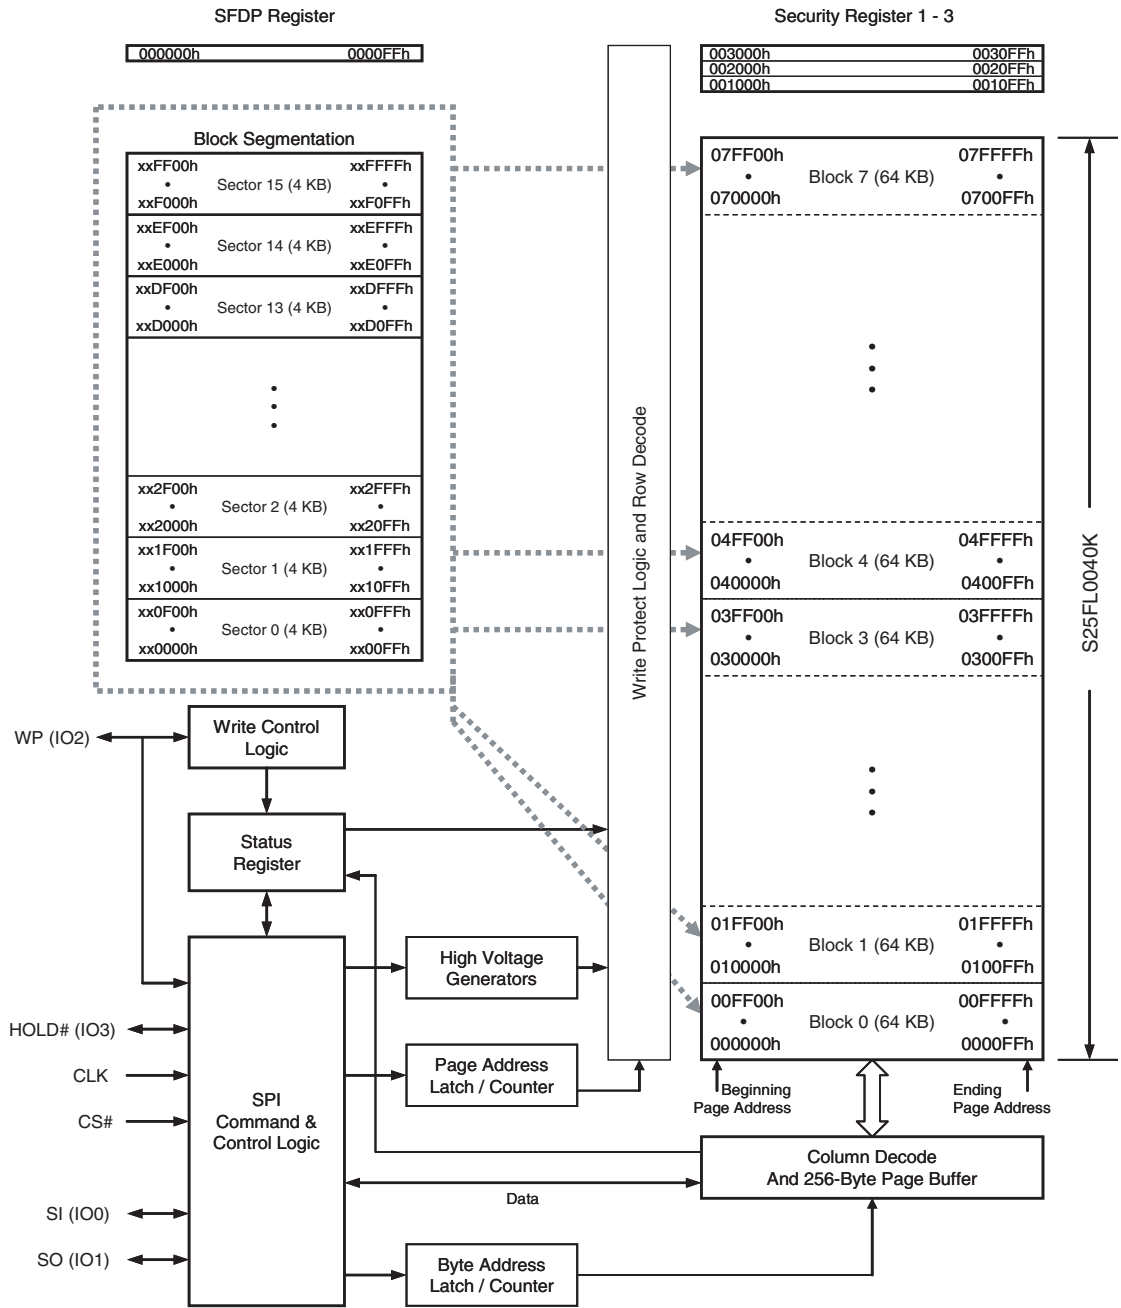 SFDP Register
000000h 0000FFh
Block Segmentation
xxFF00h xxFFFFh
Sector 15 (4 KB)
xxF000h xxF0FFh
xxEF00h xxEFFFh
Sector 14 (4 KB)
xxE000h xxE0FFh
xxDF00h xxDFFFh
Sector 13 (4 KB)
xxD000h xxD0FFh
xx2F00h xx2FFFh
Sector 2 (4 KB)
xx2000h xx20FFh
xx1F00h xx1FFFh
Sector 1 (4 KB)
xx1000h xx10FFh
xx0F00h xx0FFFh
Sector 0 (4 KB)
xx0000h xx00FFh
Write Protect Logic and Row Decode
Security Register 1 - 3
003000h 0030FFh
002000h 0020FFh
001000h 0010FFh
07FF00h 07FFFFh
Block 7 (64 KB)
070000h 0700FFh
04FF00h 04FFFFh
Block 4 (64 KB)
040000h 0400FFh
03FF00h 03FFFFh
Block 3 (64 KB)
030000h 0300FFh
01FF00h 01FFFFh
Block 1 (64 KB)
010000h 0100FFh
00FF00h 00FFFFh
Block 0 (64 KB)
000000h 0000FFh
S25FL0040K
Beginning
Page Address
Ending
Page Address
WP (IO2)
Write Control
Logic
Status
Register
High Voltage
Generators
HOLD# (IO3)
CLK
CS#
SI (IO0)
SO (IO1)
SPI
Command &
Control Logic
Page Address
Latch / Counter
Column Decode
And 256-Byte Page Buffer
Data
Byte Address
Latch / Counter